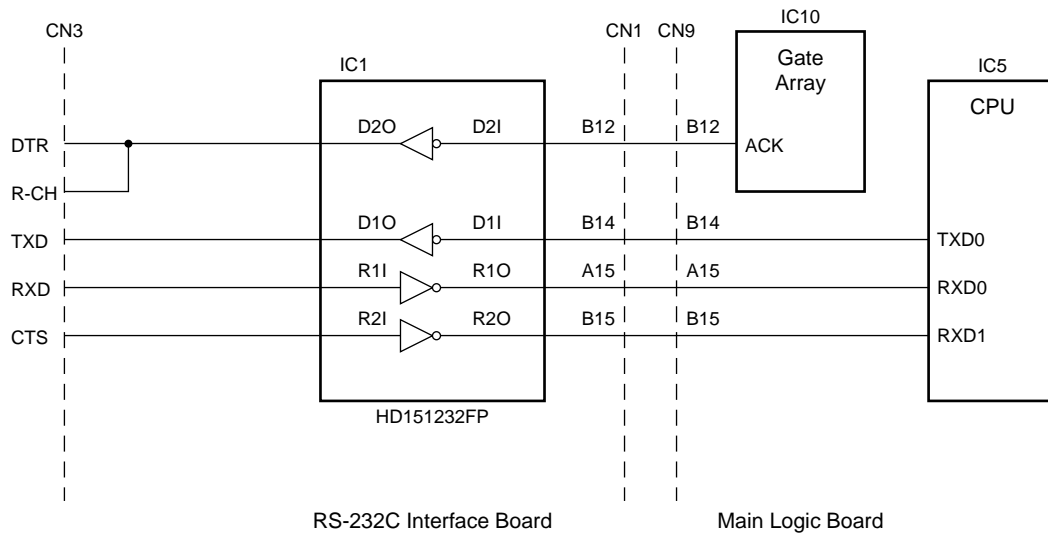 IC10
CN3
CN1 CN9
IC1
Gate
Array
IC5
CPU
D2O D2I B12 B12
DTR
ACK
R-CH
D1O D1I B14 B14
TXD
TXD0
R1I R1O A15 A15
RXD
RXD0
R2I R2O B15 B15
CTS
RXD1
HD151232FP
RS-232C Interface Board
Main Logic Board